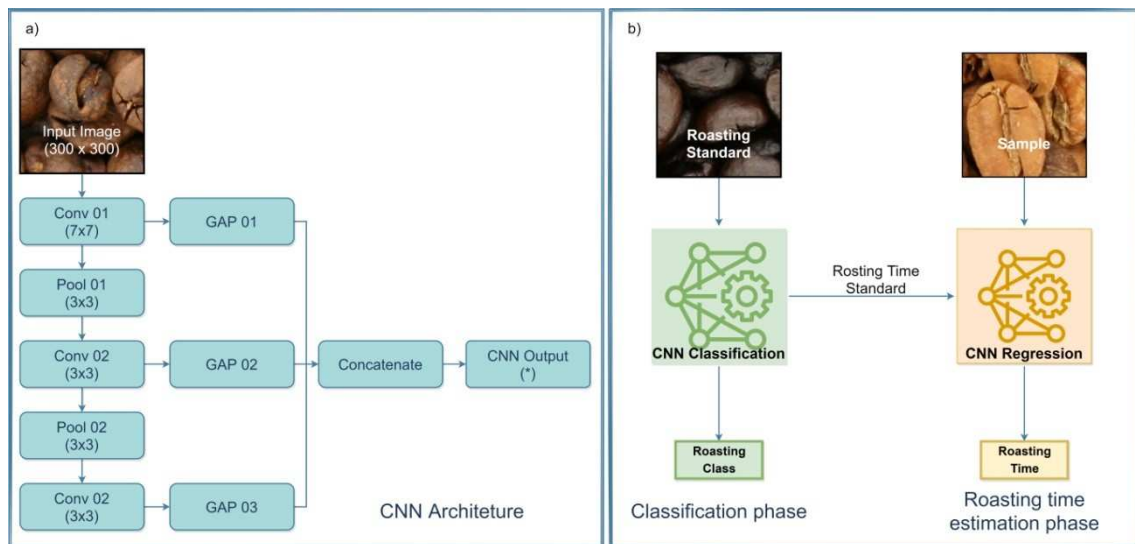 a)
Input Image
(300 x 300)
Conv 01
(7x7)
GAP 01
Pool 01
(3x3)
Conv 02
(3x3)
GAP 02
Concatenate
CNN Output
(*)
Pool 02
(3x3)
Conv 02
(3x3)
GAP 03
CNN Architeture
b)
Roasting
Standard
Sample
Rosting Time
Standard
CNN Classification
CNN Regression
Roasting
Class
Roasting
Time
Classification phase
Roasting time
estimation phase